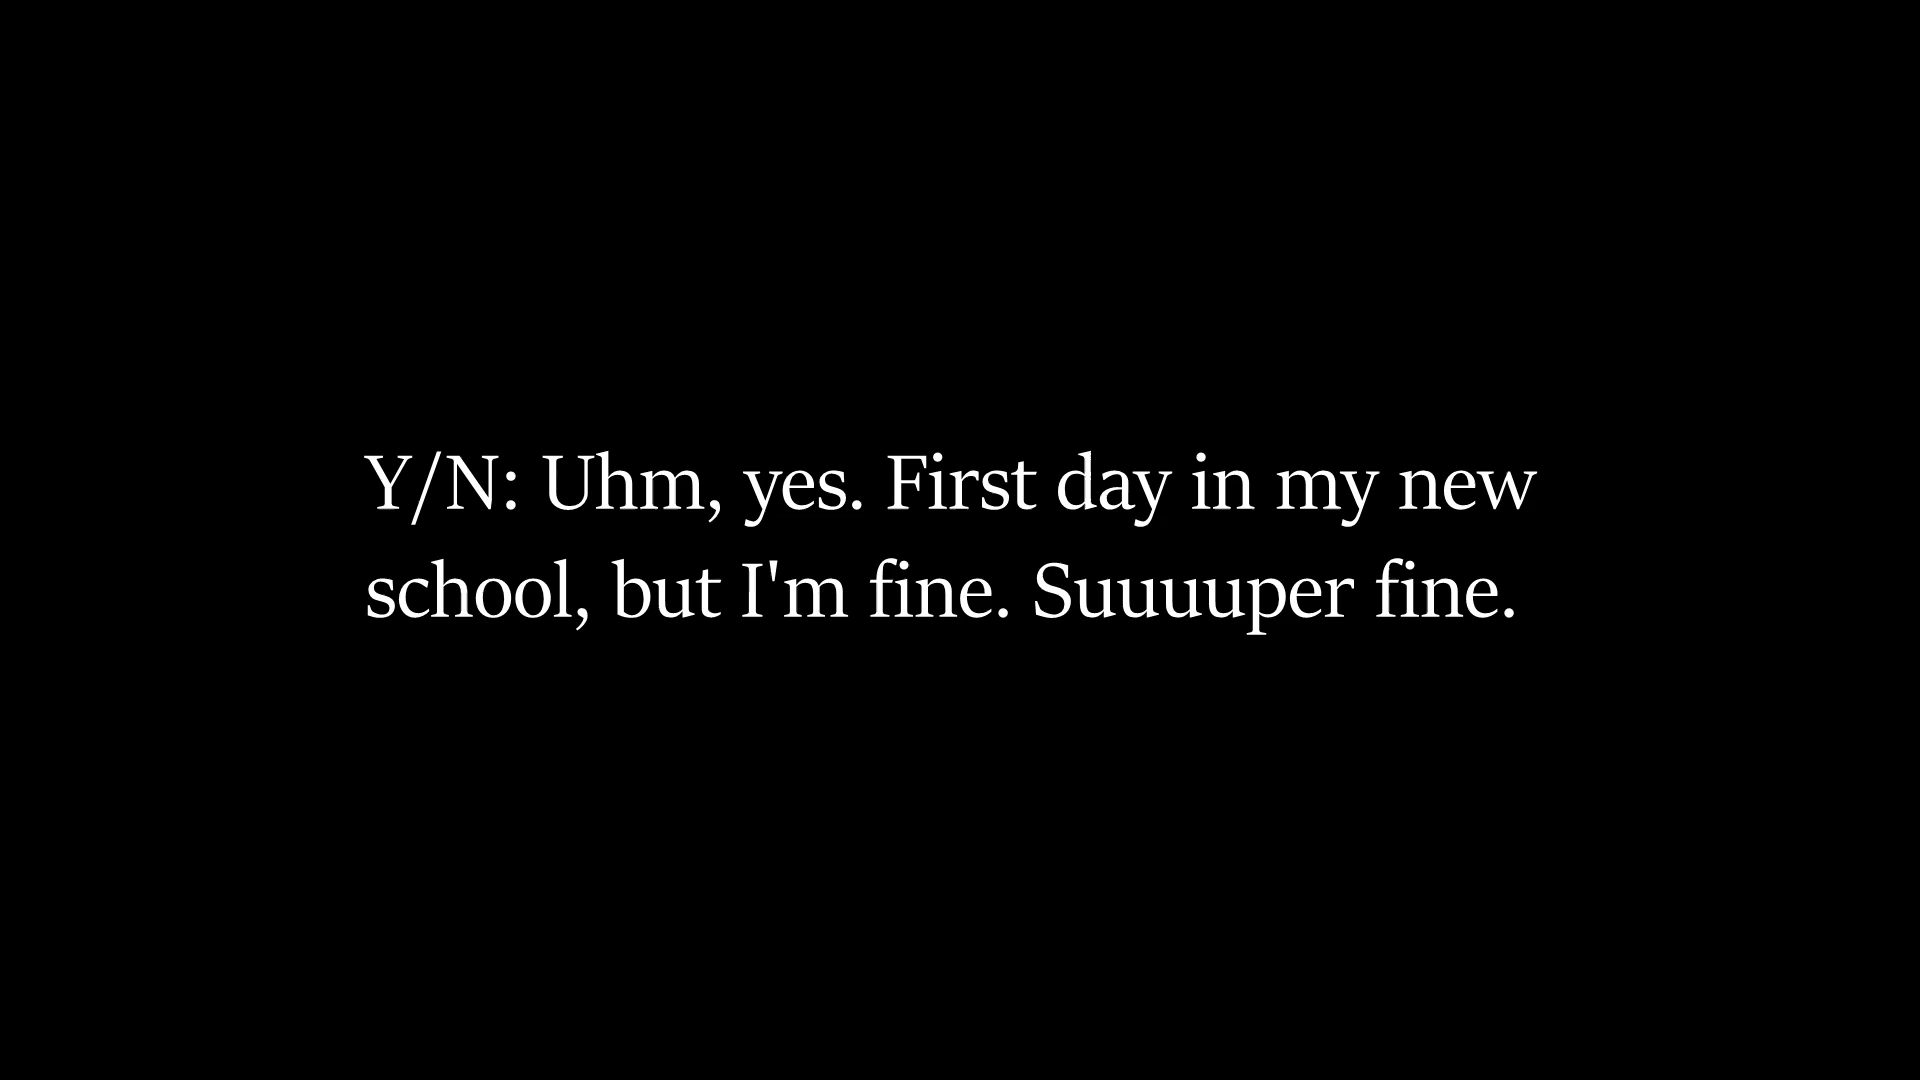 Y/N: Uhm, yes. First day in my new
school, but I'm fine. Suuuuper fine.